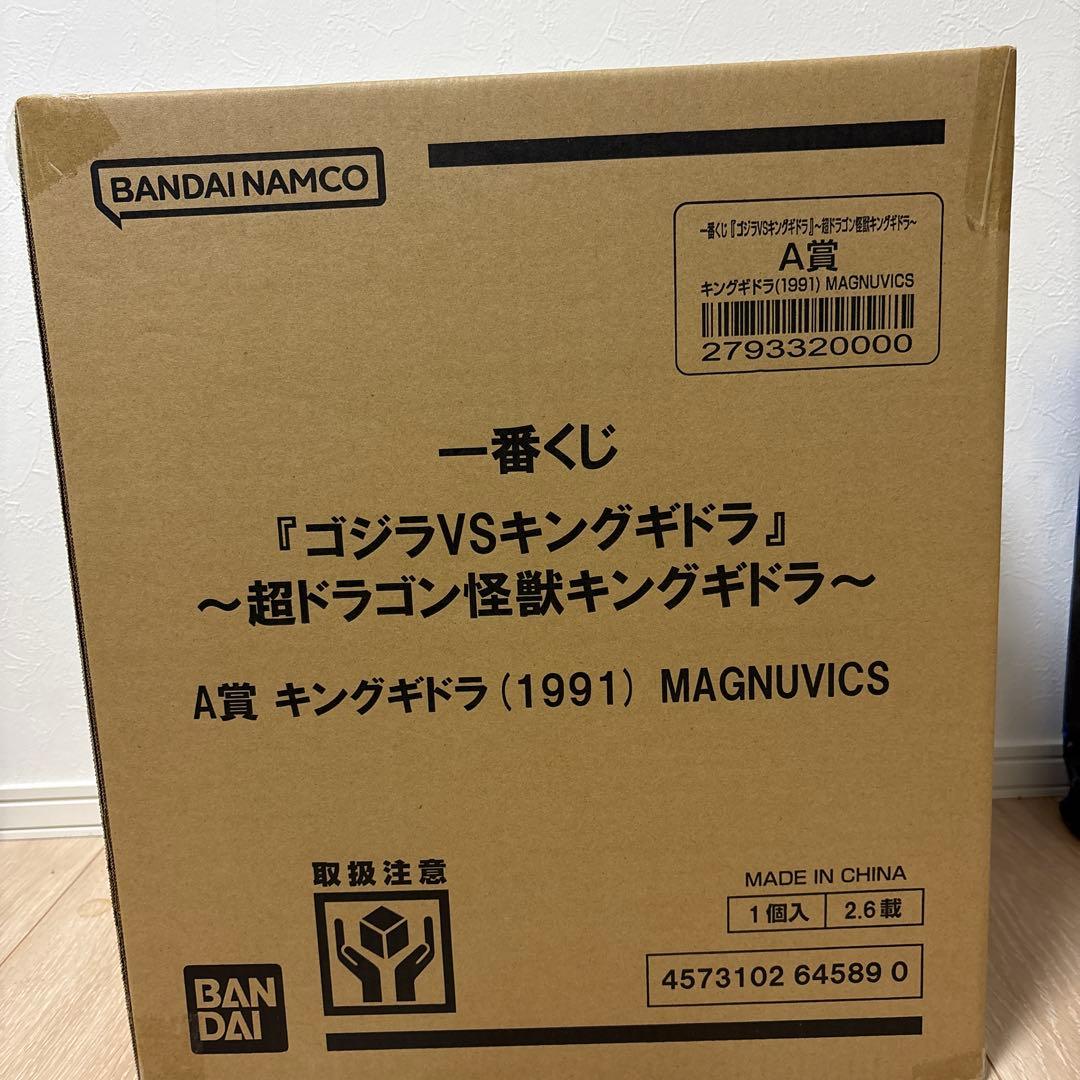 BANDAI NAMCO
一番くじ『ゴジラVSキングギドラ』~超ドラゴン怪獣キングギドラ~
A賞
キングギドラ(1991) MAGNUVICS
2793320000
一番くじ
『ゴジラVSキングギドラ』
~超ドラゴン怪獣キングギドラ~
A賞 キングギドラ(1991) MAGNUVICS
取扱注意
MADE IN CHINA
1個入 2.6載
4573102 64589 0
BAN
DAI